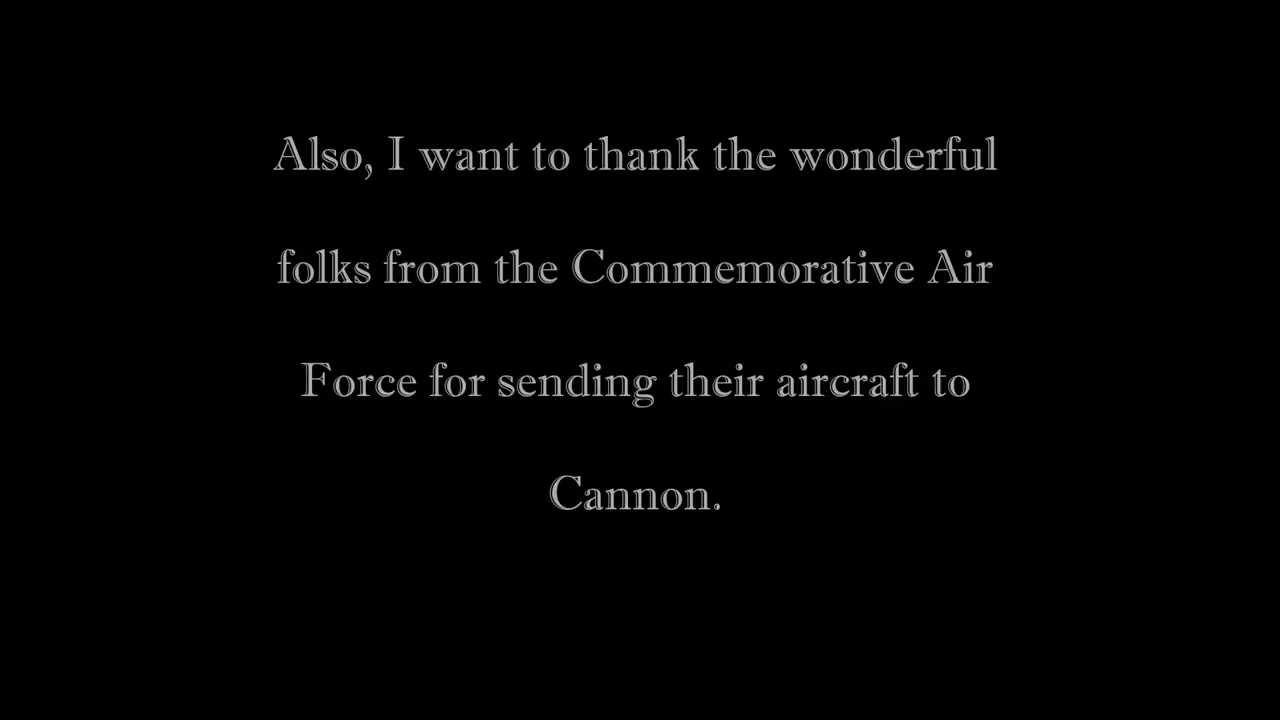 Also, I want to thank the wonderful
folks from the Commemorative Air
Force for sending their aircraft to
Cannon.